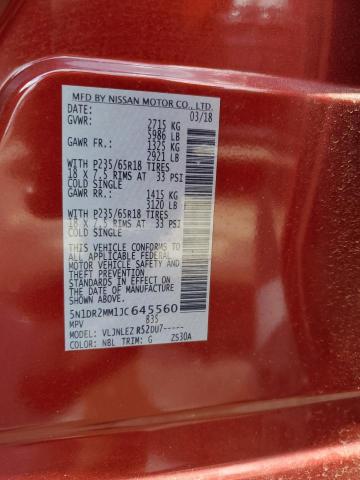 MFD BY NISSAN MOTOR CO., LTD.
DATE: 03/18
GVWR: 2715 KG
5986 LB
GAWR FR.: 1325 KG
2921 LB
WITH P235/65R18 TIRES
18 X 7.5 RIMS AT 33 PSI
COLD SINGLE
GAWR RR.: 1415 KG
3120 LB
WITH P235/65R18 TIRES
18 X 7.5 RIMS AT 33 PSI
COLD SINGLE
THIS VEHICLE CONFORMS TO
ALL APPLICABLE FEDERAL
MOTOR VEHICLE SAFETY AND
THEFT PREVENTION
STANDARDS IN EFFECT ON THE
DATE OF MANUFACTURE
SHOWN ABOVE.
5N1DR2MM1JC645560
MPV 835
MODEL: VLJNLEZ R52DU7-----
COLOR: NBL TRIM: G ZS30A